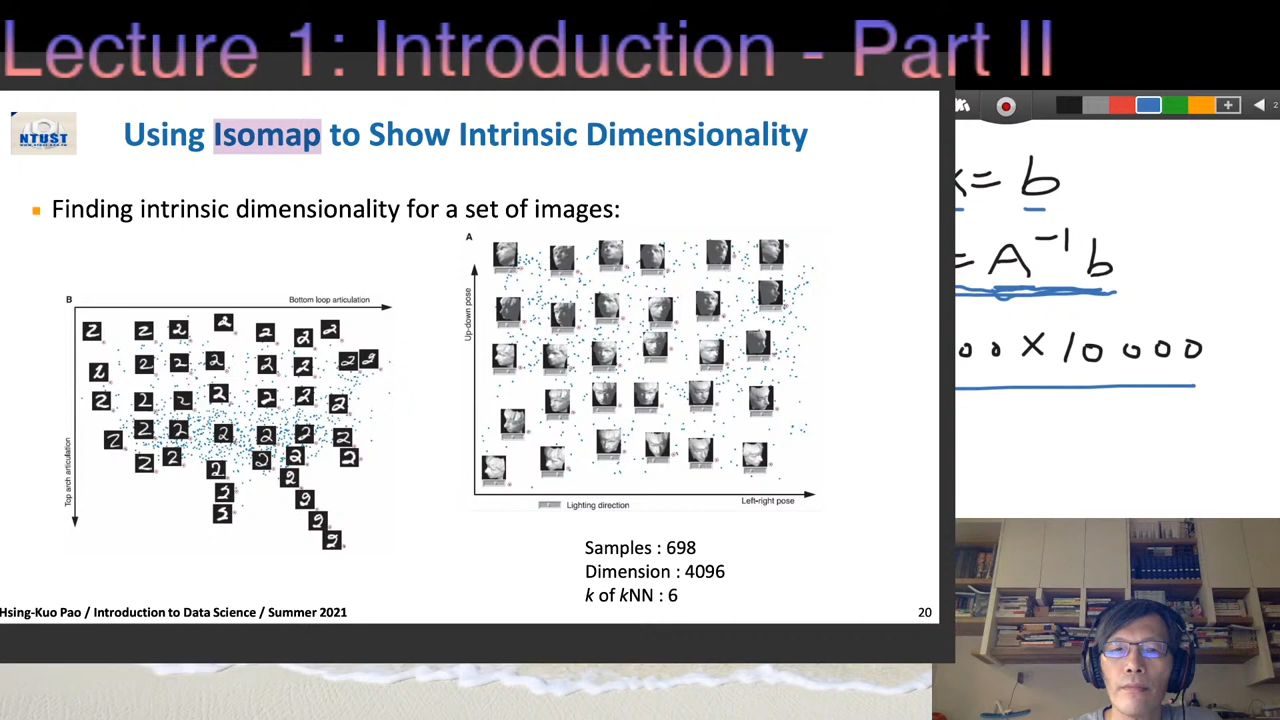 Lecture 1: Introduction - Part II
NTUST
Using Isomap to Show Intrinsic Dimensionality
Finding intrinsic dimensionality for a set of images:
B
Bottom loop articulation
Top arch articulation
A
Up-down pose
Lighting direction
Left-right pose
Samples : 698
Dimension : 4096
k of kNN : 6
Hsing-Kuo Pao / Introduction to Data Science / Summer 2021
20
= b
= A⁻¹ b
00 × 10000
2